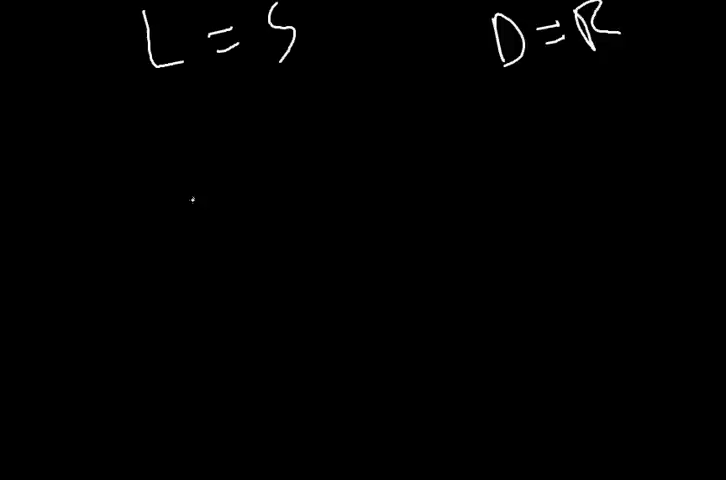 L = S D = R